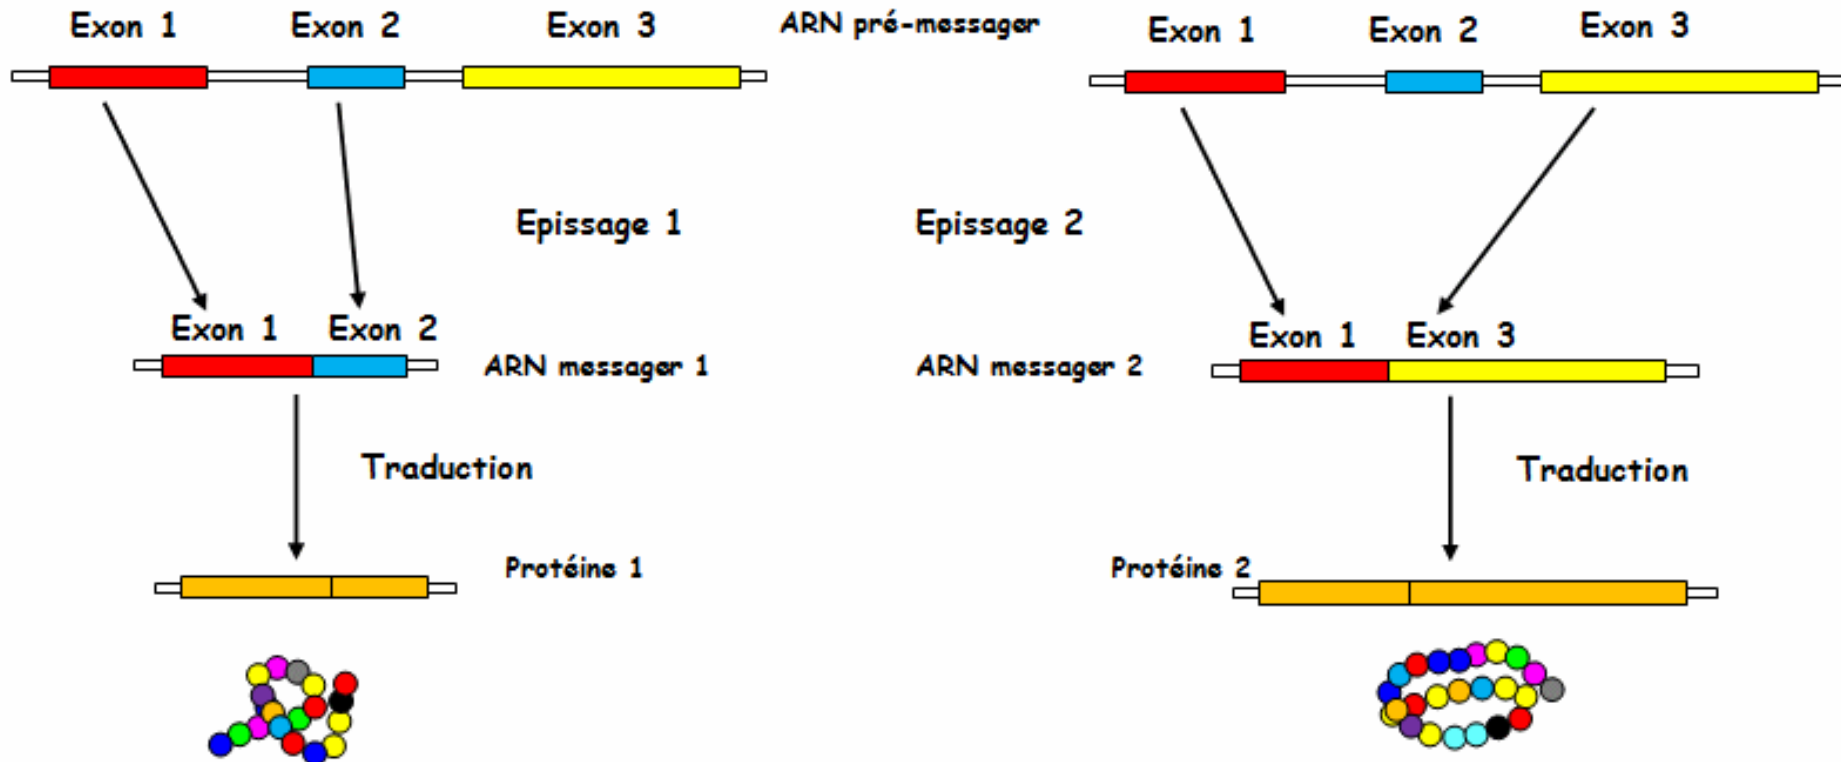 Exon 1 Exon 2 Exon 3 ARN pré-messager Exon 1 Exon 2 Exon 3
Epissage 1 Epissage 2
Exon 1 Exon 2 Exon 1 Exon 3
ARN messager 1 ARN messager 2
Traduction Traduction
Protéine 1 Protéine 2